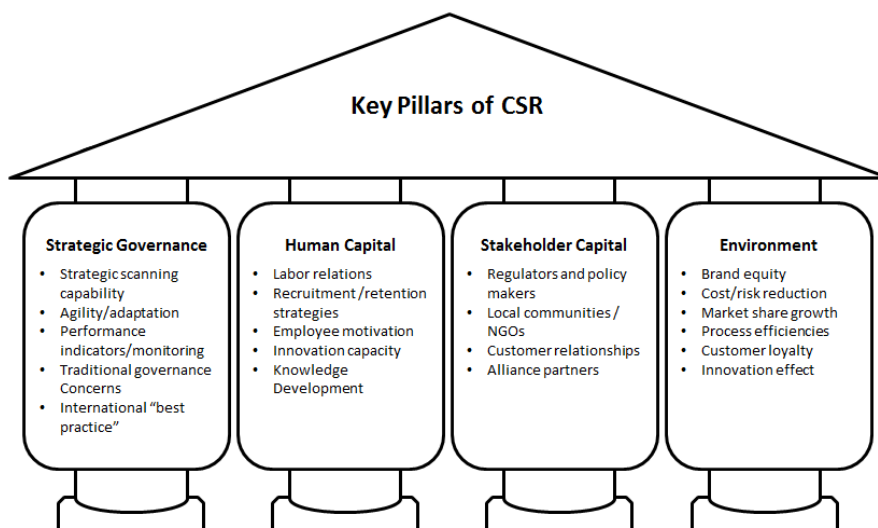 Key Pillars of CSR
Strategic Governance
• Strategic scanning
capability
• Agility/adaptation
• Performance
indicators/monitoring
• Traditional governance
Concerns
• International “best
practice”
Human Capital
• Labor relations
• Recruitment/retention
strategies
• Employee motivation
• Innovation capacity
• Knowledge
Development
Stakeholder Capital
• Regulators and policy
makers
• Local communities /
NGOs
• Customer relationships
• Alliance partners
Environment
• Brand equity
• Cost/risk reduction
• Market share growth
• Process efficiencies
• Customer loyalty
• Innovation effect